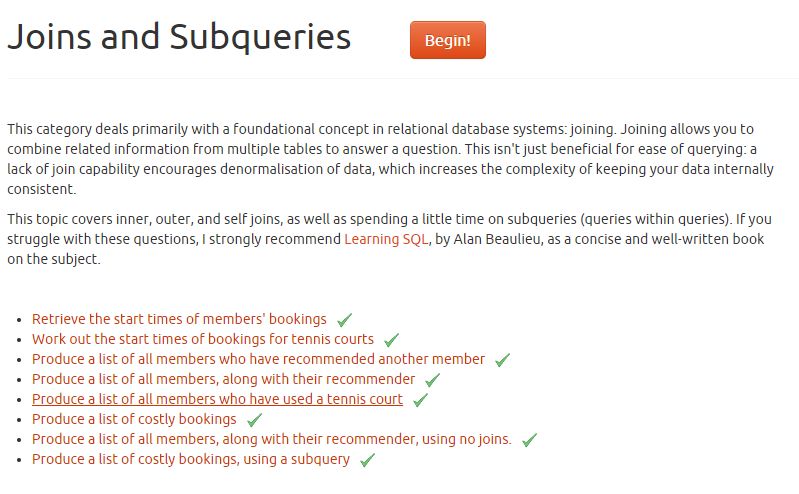 Joins and Subqueries
Begin!
This category deals primarily with a foundational concept in relational database systems: joining. Joining allows you to
combine related information from multiple tables to answer a question. This isn't just beneficial for ease of querying: a
lack of join capability encourages denormalisation of data, which increases the complexity of keeping your data internally
consistent.
This topic covers inner, outer, and self joins, as well as spending a little time on subqueries (queries within queries). If you
struggle with these questions, I strongly recommend Learning SQL, by Alan Beaulieu, as a concise and well-written book
on the subject.
Retrieve the start times of members' bookings
Work out the start times of bookings for tennis courts
Produce a list of all members who have recommended another member
Produce a list of all members, along with their recommender
Produce a list of all members who have used a tennis court
Produce a list of costly bookings
Produce a list of all members, along with their recommender, using no joins.
Produce a list of costly bookings, using a subquery